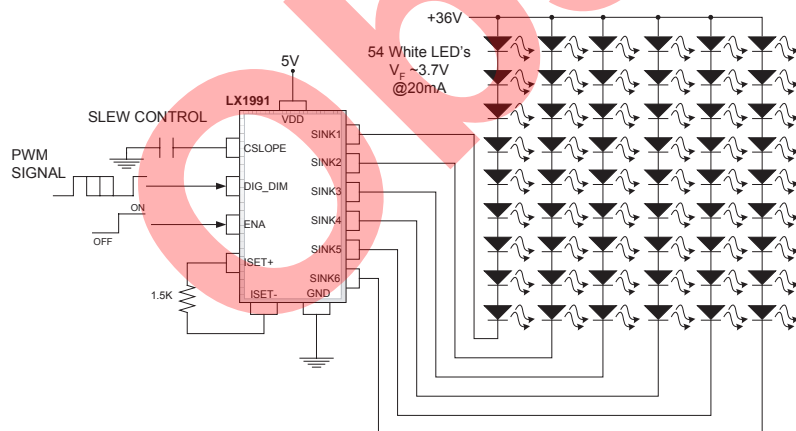 +36V
54 White LED's
VF ~3.7V
@20mA
5V
LX1991
VDD
SLEW CONTROL
CSLOPE
PWM
SIGNAL
DIG_DIM
ON
OFF
ENA
ISET+
1.5K
ISET-
GND
SINK1
SINK2
SINK3
SINK4
SINK5
SINK6